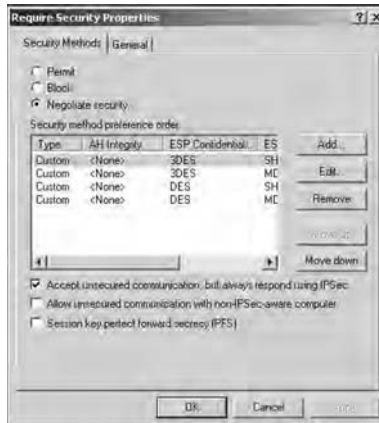 Require Security Properties
Security Methods General
Permit
Block
Negotiate security
Security method preference order:
Type AH Integrity ESP Confidential... ES
Custom <None> 3DES SH
Custom <None> 3DES MD
Custom <None> DES SH
Custom <None> DES MD
Add...
Edit...
Remove
Move up
Move down
Accept unsecured communication, but always respond using IPSec
Allow unsecured communication with non-IPSec-aware computer
Session key perfect forward secrecy (PFS)
OK Cancel Apply